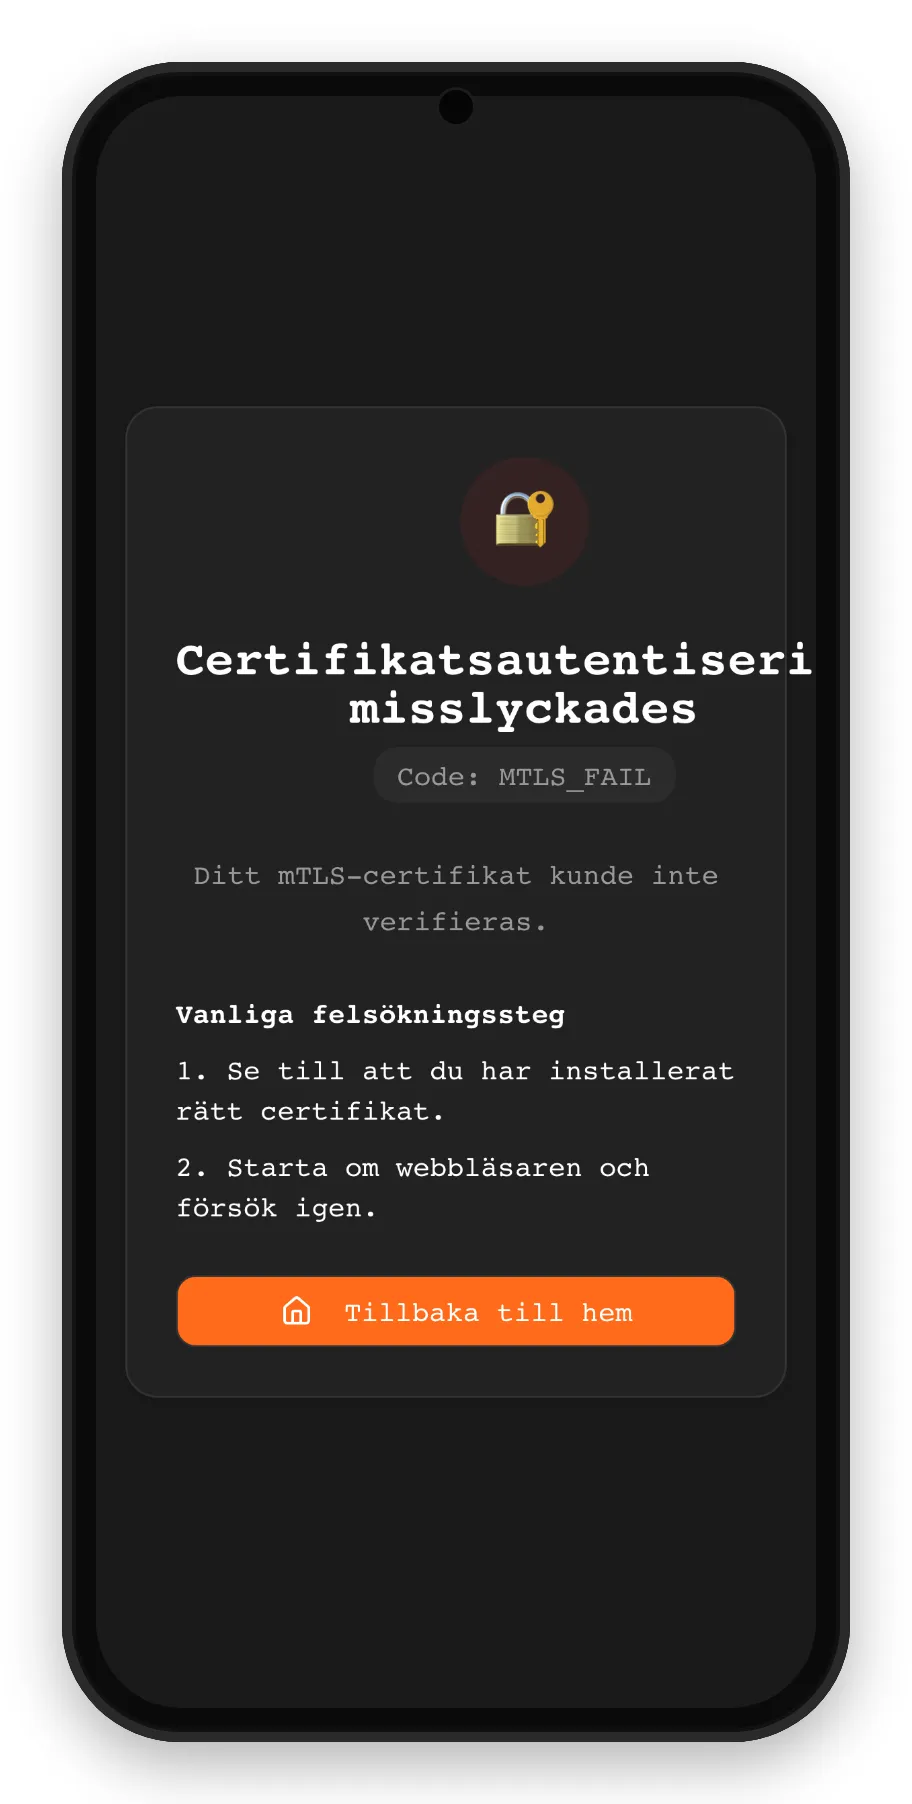 Certifikatsautentiseri
misslyckades
Code: MTLS_FAIL
Ditt mTLS-certifikat kunde inte
verifieras.
Vanliga felsökningssteg
1. Se till att du har installerat
rätt certifikat.
2. Starta om webbläsaren och
försök igen.
Tillbaka till hem